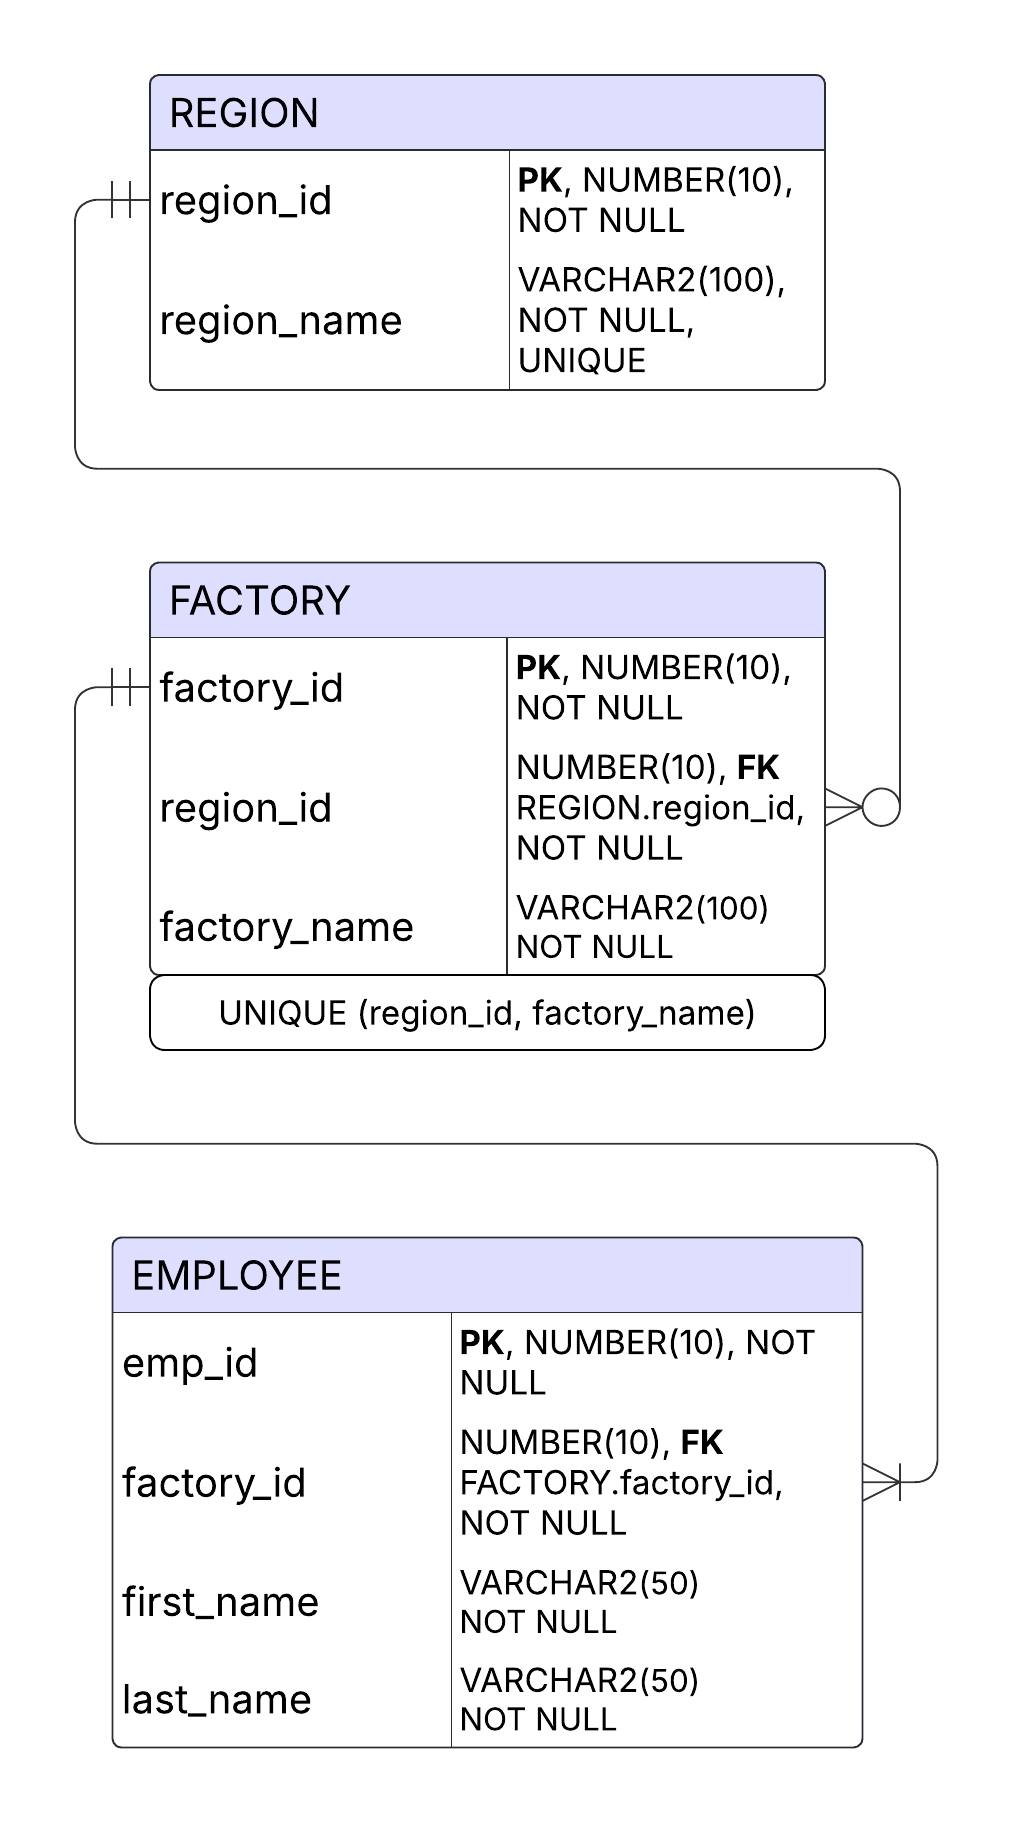 REGION
region_id
PK, NUMBER(10),
NOT NULL
region_name
VARCHAR2(100),
NOT NULL,
UNIQUE
FACTORY
factory_id
PK, NUMBER(10),
NOT NULL
region_id
NUMBER(10), FK
REGION.region_id,
NOT NULL
factory_name
VARCHAR2(100)
NOT NULL
UNIQUE (region_id, factory_name)
EMPLOYEE
emp_id
PK, NUMBER(10), NOT
NULL
factory_id
NUMBER(10), FK
FACTORY.factory_id,
NOT NULL
first_name
VARCHAR2(50)
NOT NULL
last_name
VARCHAR2(50)
NOT NULL